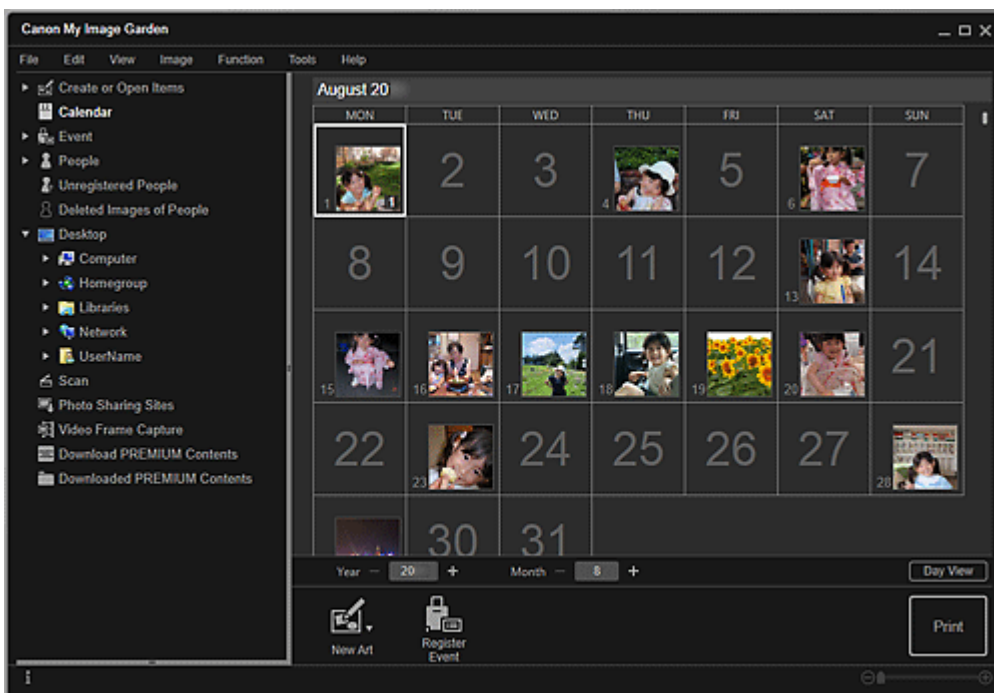 Canon My Image Garden
File Edit View Image Function Tools Help
Create or Open Items
Calendar
Event
People
Unregistered People
Deleted Images of People
Desktop
Computer
Homegroup
Libraries
Network
UserName
Scan
Photo Sharing Sites
Video Frame Capture
Download PREMIUM Contents
Downloaded PREMIUM Contents
August 20
MON TUE WED THU FRI SAT SUN
1 1 2 3 4 5 6 7
8 9 10 11 12 13 14
15 16 17 18 19 20 21
22 23 24 25 26 27 28
30 31
Year − 20 + Month − 8 + Day View
New Art
Register
Event
Print